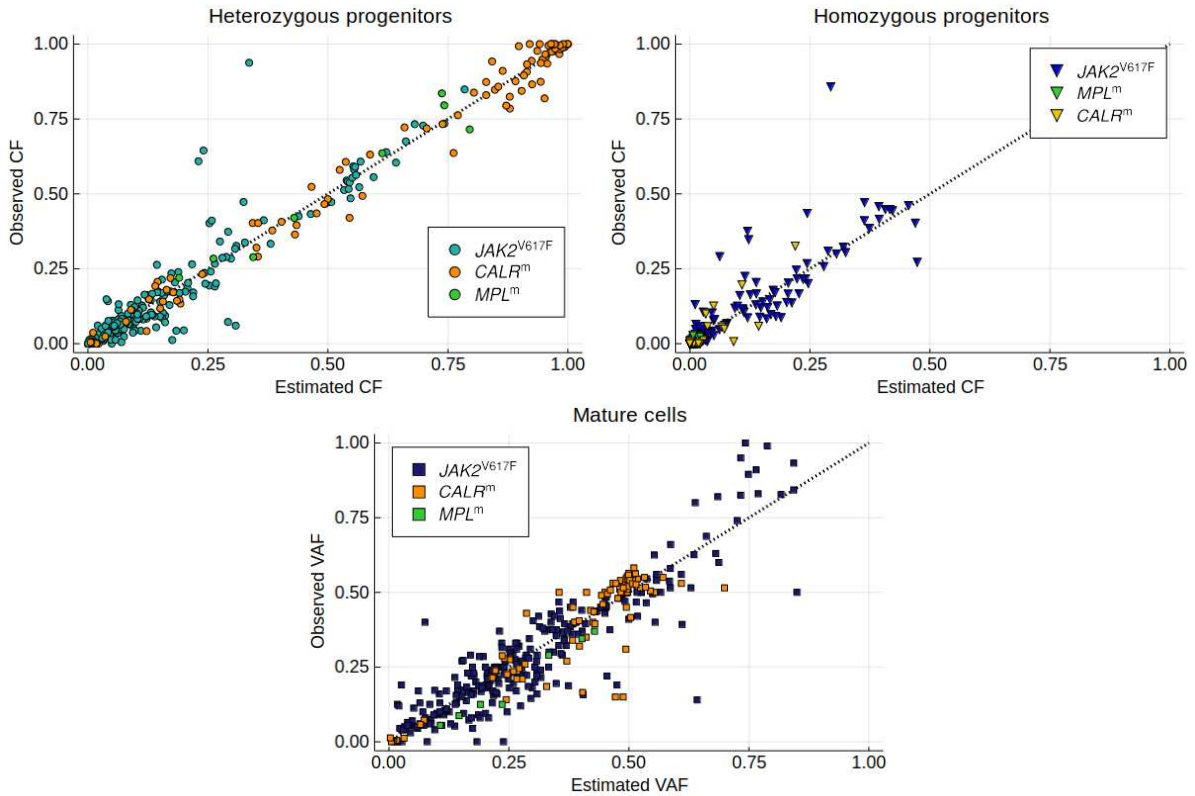 Heterozygous progenitors
1.00
0.75
0.50
0.25
0.00
Observed CF
JAK2V617F
CALRm
MPLm
0.00 0.25 0.50 0.75 1.00
Estimated CF
Homozygous progenitors
1.00
0.75
0.50
0.25
0.00
Observed CF
JAK2V617F
MPLm
CALRm
0.00 0.25 0.50 0.75 1.00
Estimated CF
Mature cells
1.00
0.75
0.50
0.25
0.00
Observed VAF
JAK2V617F
CALRm
MPLm
0.00 0.25 0.50 0.75 1.00
Estimated VAF